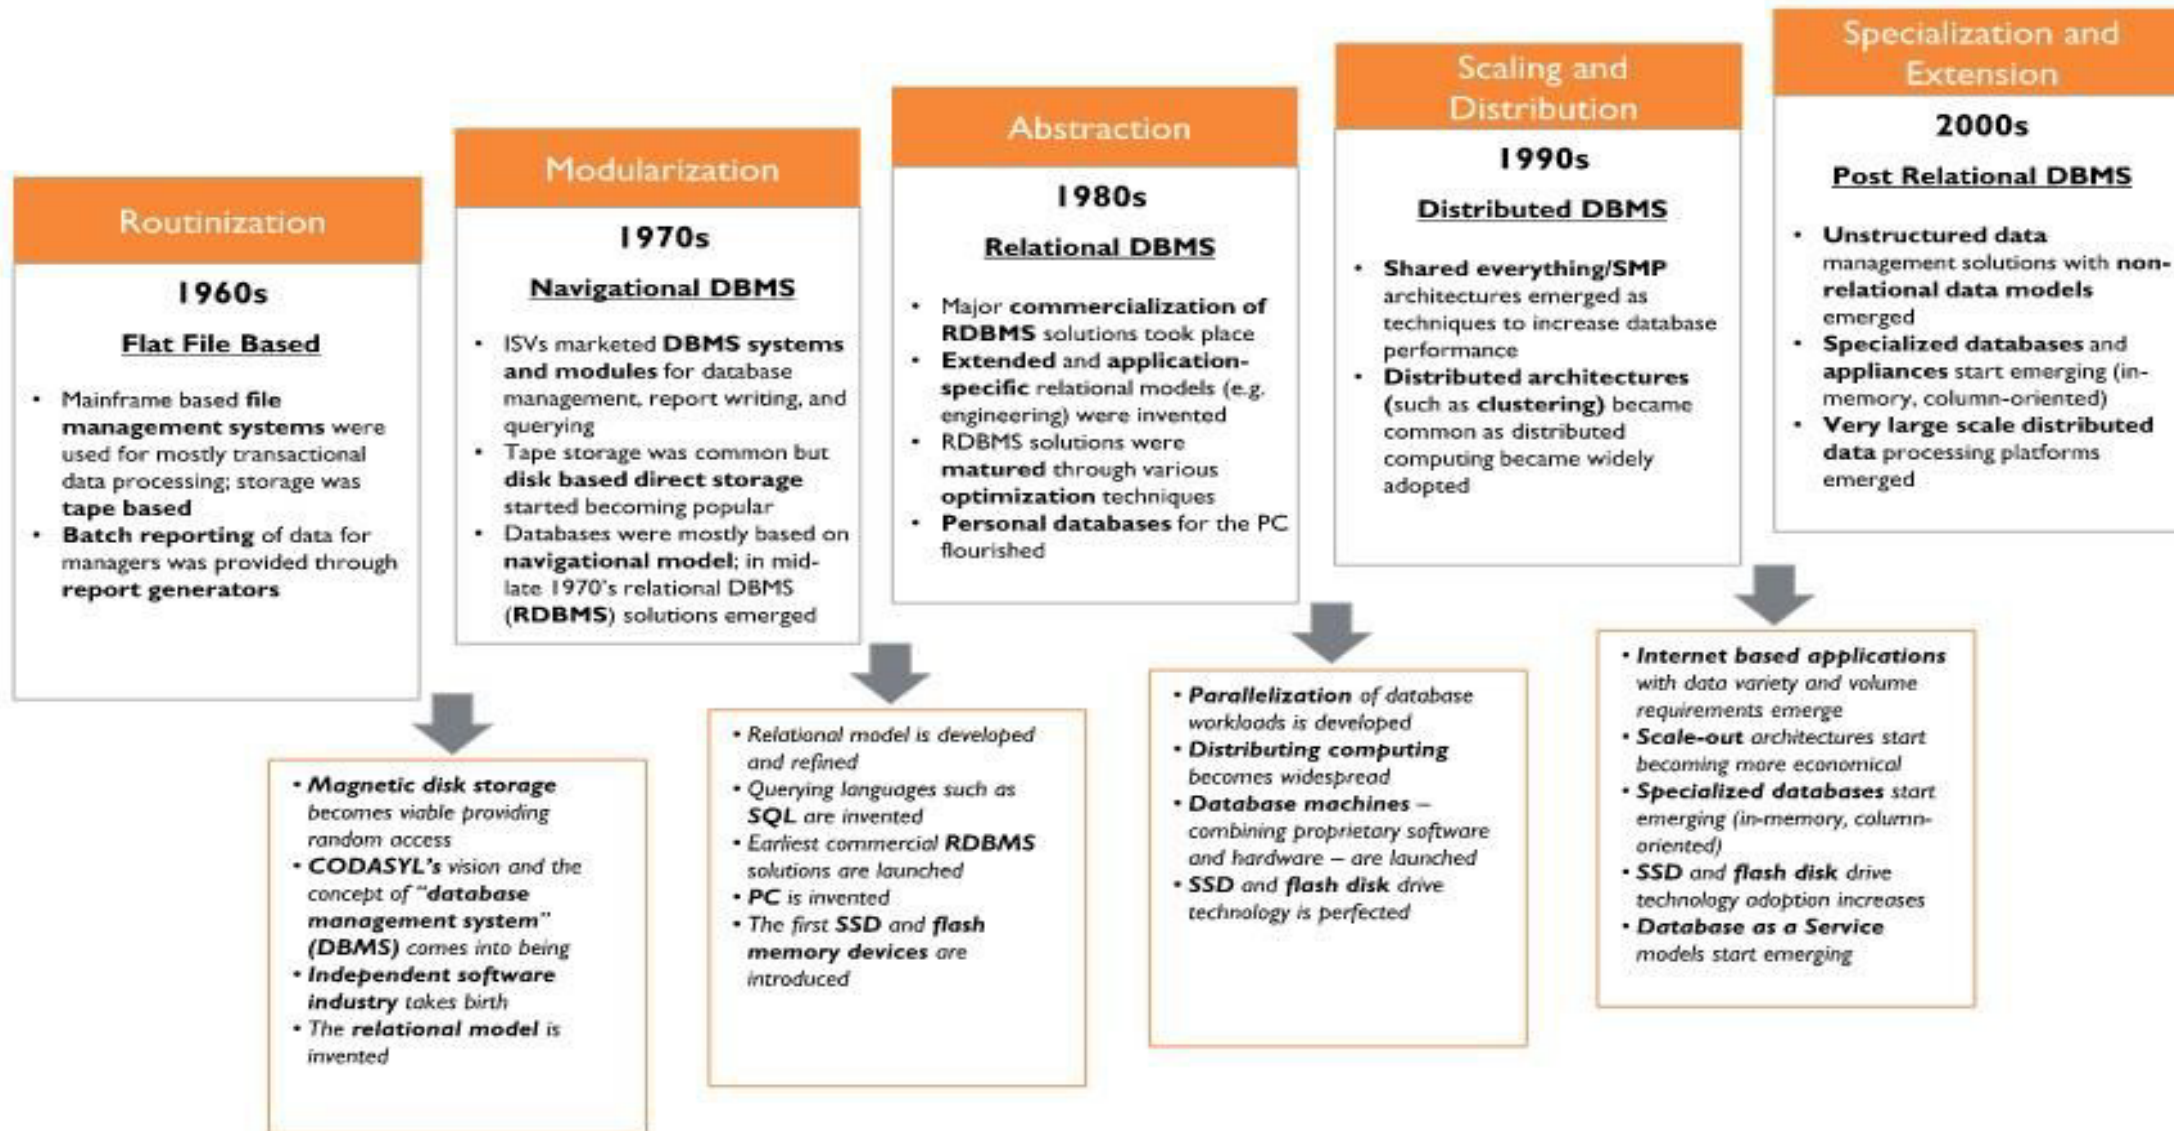 Routinization
1960s
Flat File Based
• Mainframe based file
management systems were
used for mostly transactional
data processing; storage was
tape based
• Batch reporting of data for
managers was provided through
report generators
Modularization
1970s
Navigational DBMS
• ISVs marketed DBMS systems
and modules for database
management, report writing, and
querying
• Tape storage was common but
disk based direct storage
started becoming popular
• Databases were mostly based on
navigational model; in mid-
late 1970's relational DBMS
(RDBMS) solutions emerged
Abstraction
1980s
Relational DBMS
• Major commercialization of
RDBMS solutions took place
• Extended and application-
specific relational models (e.g.
engineering) were invented
• RDBMS solutions were
matured through various
optimization techniques
• Personal databases for the PC
flourished
Scaling and
Distribution
1990s
Distributed DBMS
• Shared everything/SMP
architectures emerged as
techniques to increase database
performance
• Distributed architectures
(such as clustering) became
common as distributed
computing became widely
adopted
Specialization and
Extension
2000s
Post Relational DBMS
• Unstructured data
management solutions with non-
relational data models
emerged
• Specialized databases and
appliances start emerging (in-
memory, column-oriented)
• Very large scale distributed
data processing platforms
emerged
• Magnetic disk storage
becomes viable providing
random access
• CODASYL's vision and the
concept of "database
management system"
(DBMS) comes into being
• Independent software
industry takes birth
• The relational model is
invented
• Relational model is developed
and refined
• Querying languages such as
SQL are invented
• Earliest commercial RDBMS
solutions are launched
• PC is invented
• The first SSD and flash
memory devices are
introduced
• Parallelization of database
workloads is developed
• Distributing computing
becomes widespread
• Database machines –
combining proprietary software
and hardware – are launched
• SSD and flash disk drive
technology is perfected
• Internet based applications
with data variety and volume
requirements emerge
• Scale-out architectures start
becoming more economical
• Specialized databases start
emerging (in-memory, column-
oriented)
• SSD and flash disk drive
technology adoption increases
• Database as a Service
models start emerging